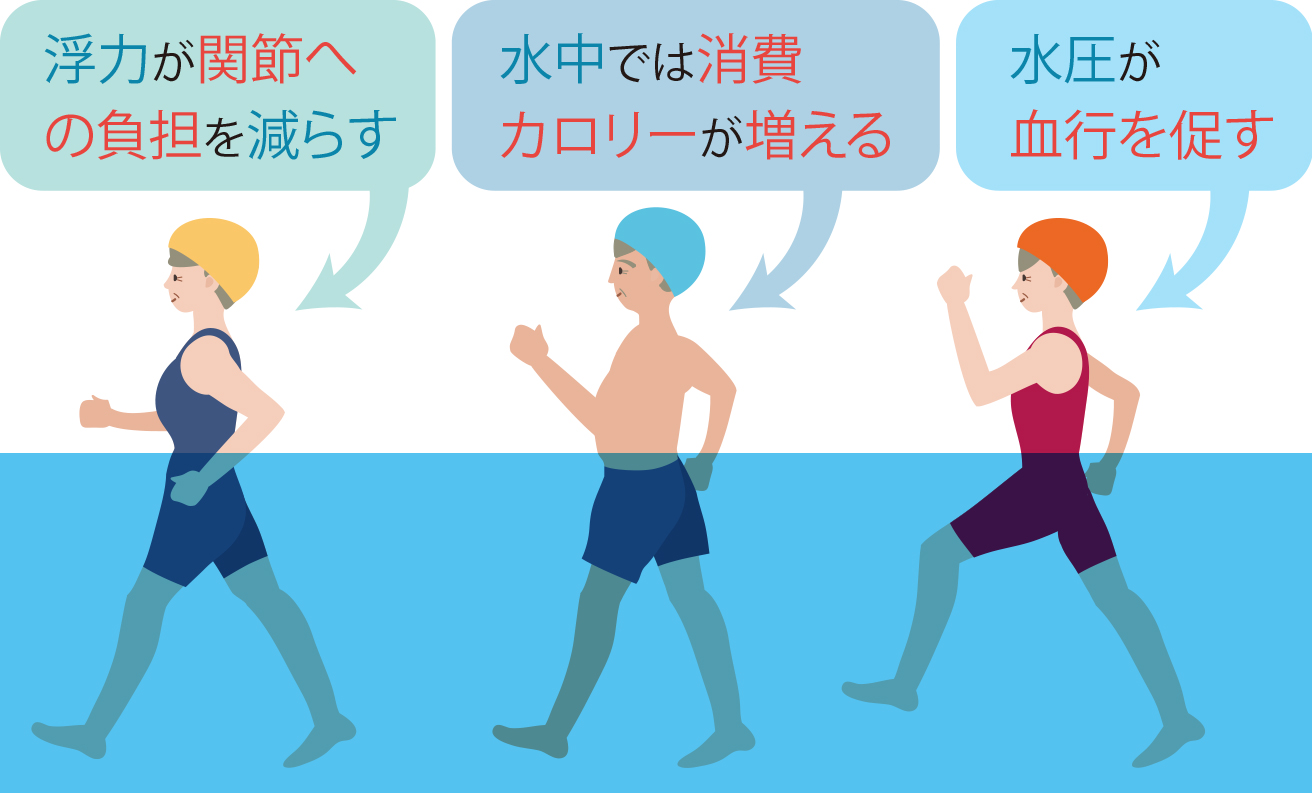 浮力が関節へ
の負担を減らす
水中では消費
カロリーが増える
水圧が
血行を促す